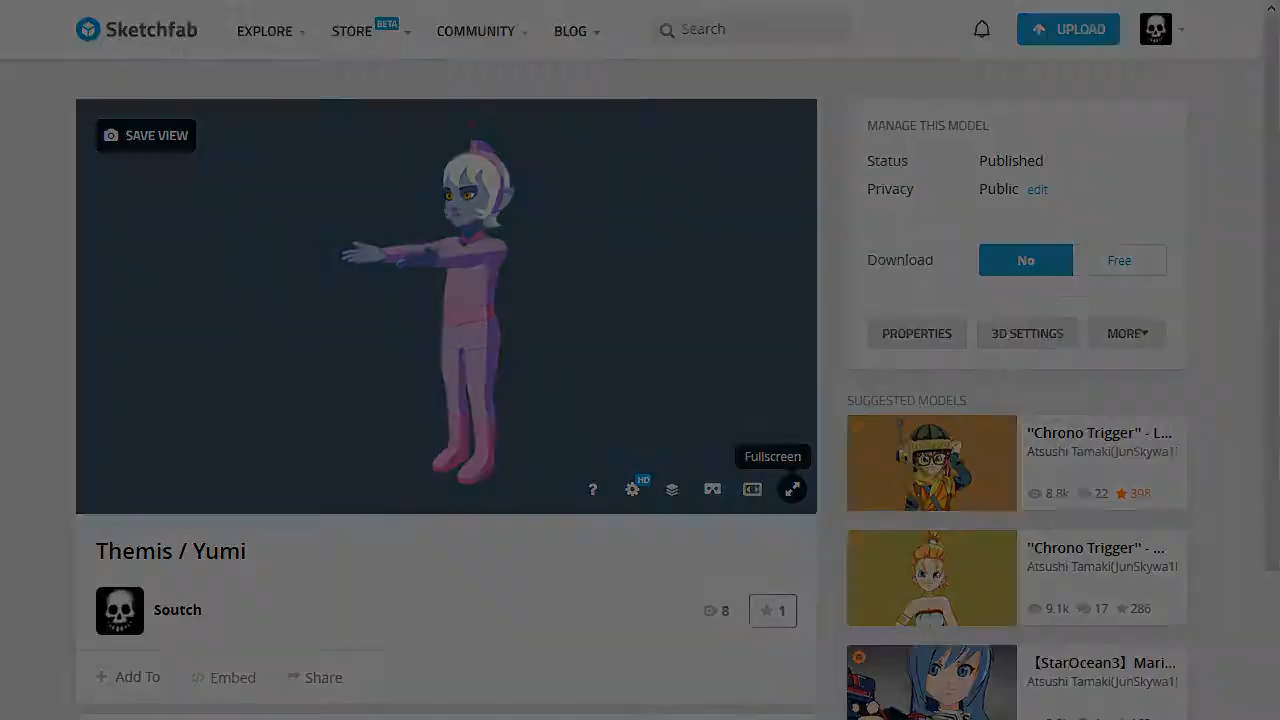 Sketchfab
EXPLORE
STORE
BETA
COMMUNITY
BLOG
Search
UPLOAD
SAVE VIEW
Fullscreen
HD
Themis / Yumi
Soutch
8
1
Add To
</> Embed
Share
MANAGE THIS MODEL
Status Published
Privacy Public edit
Download No Free
PROPERTIES
3D SETTINGS
MORE
SUGGESTED MODELS
"Chrono Trigger" - L...
Atsushi Tamaki(JunSkywa
8.8k 22 398
"Chrono Trigger" - ...
Atsushi Tamaki(JunSkywa
9.1k 17 286
【StarOcean3】Mari...
Atsushi Tamaki(JunSkywa